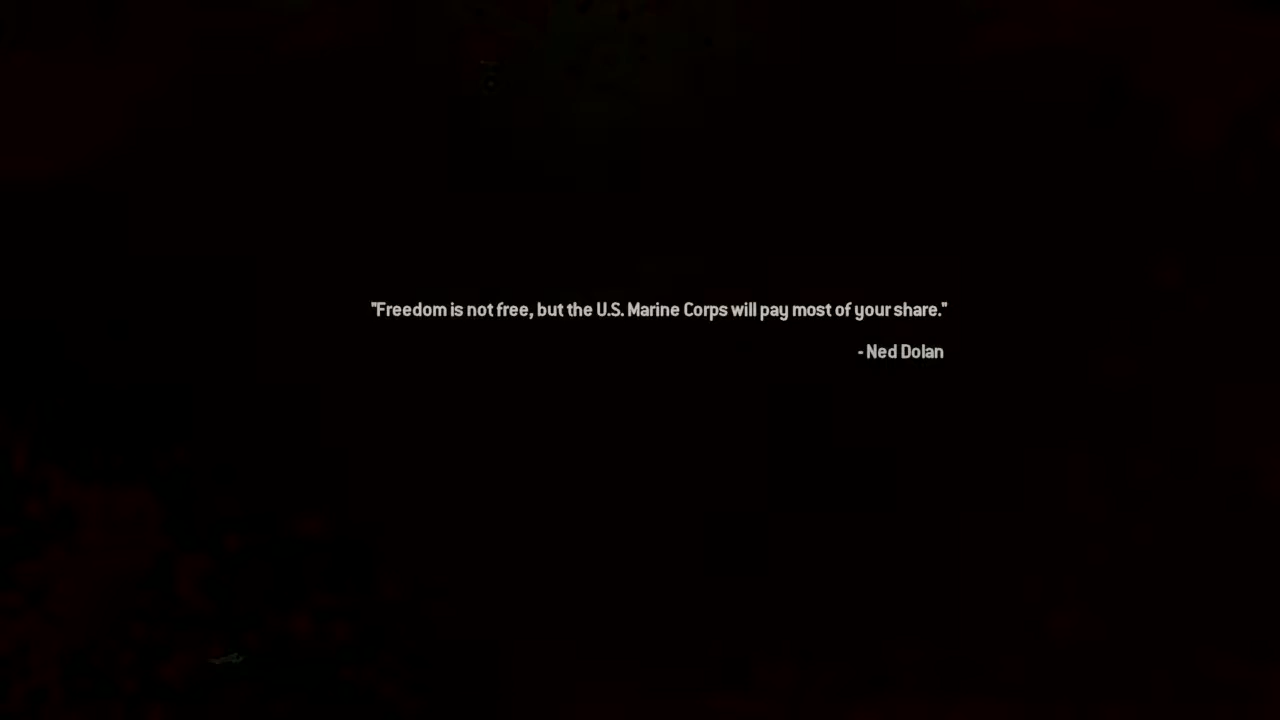 "Freedom is not free, but the U.S. Marine Corps will pay most of your share."
- Ned Dolan